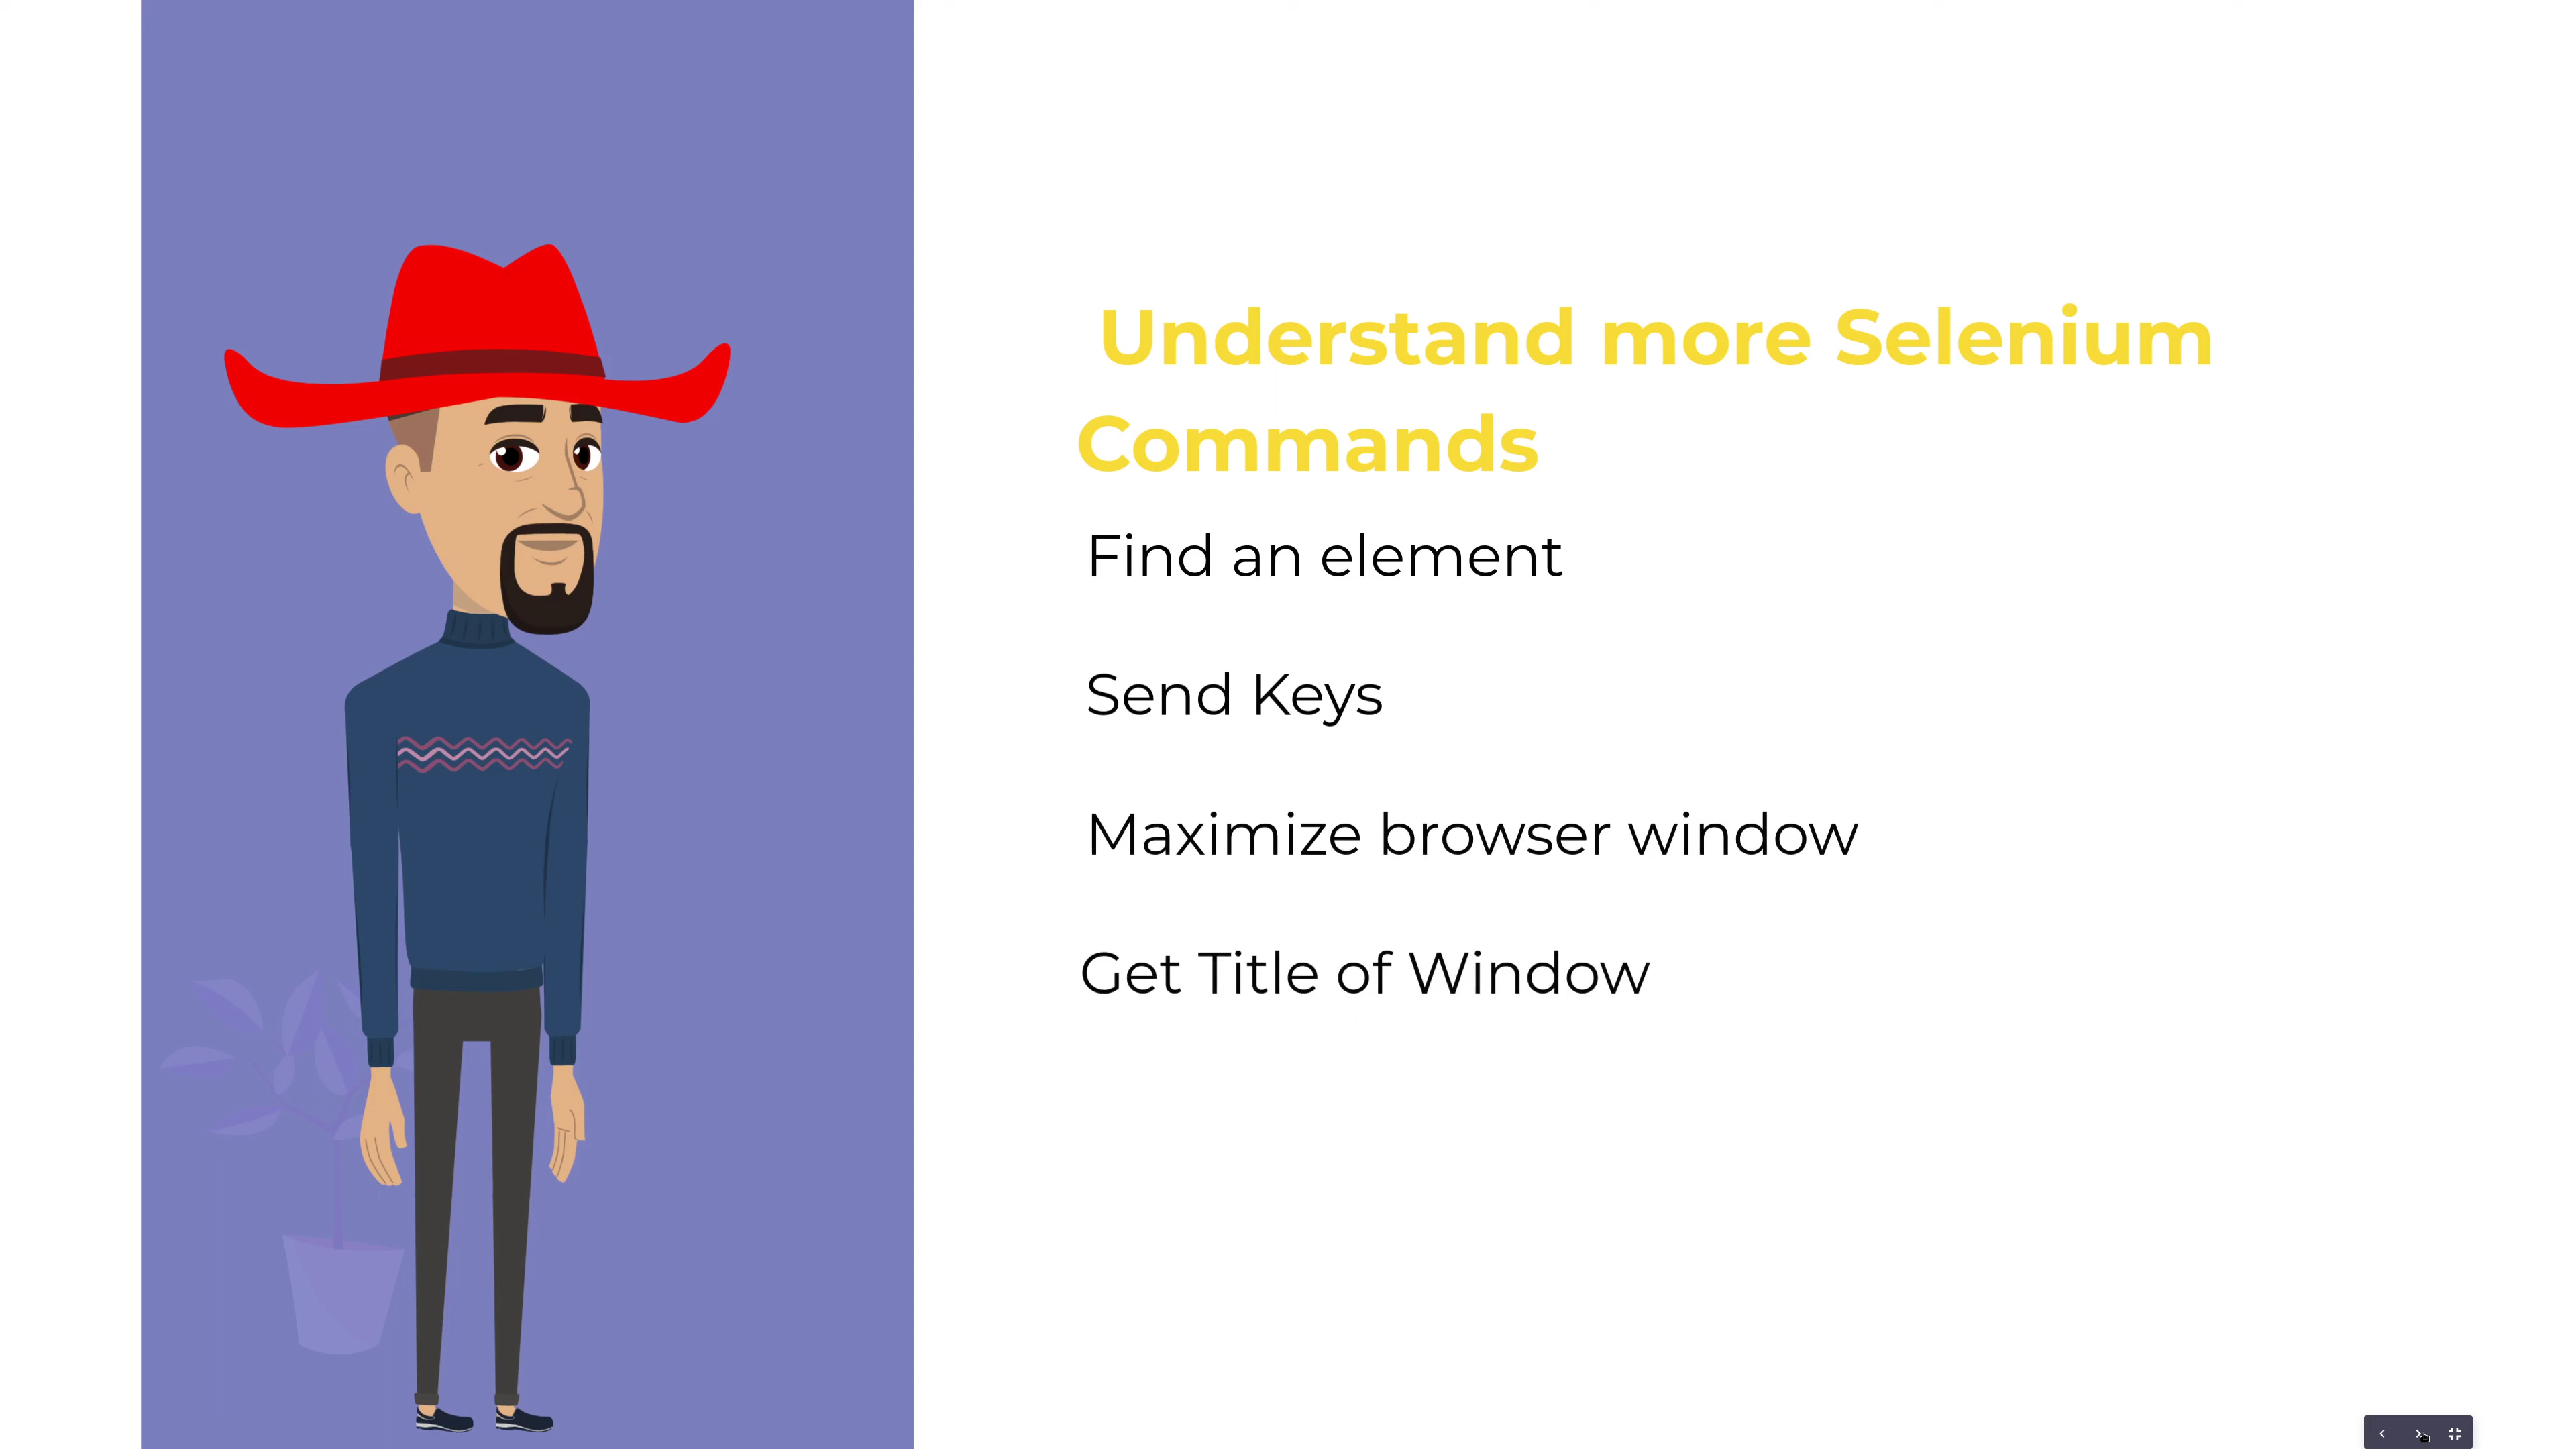 Understand more Selenium
Commands
Find an element
Send Keys
Maximize browser window
Get Title of Window